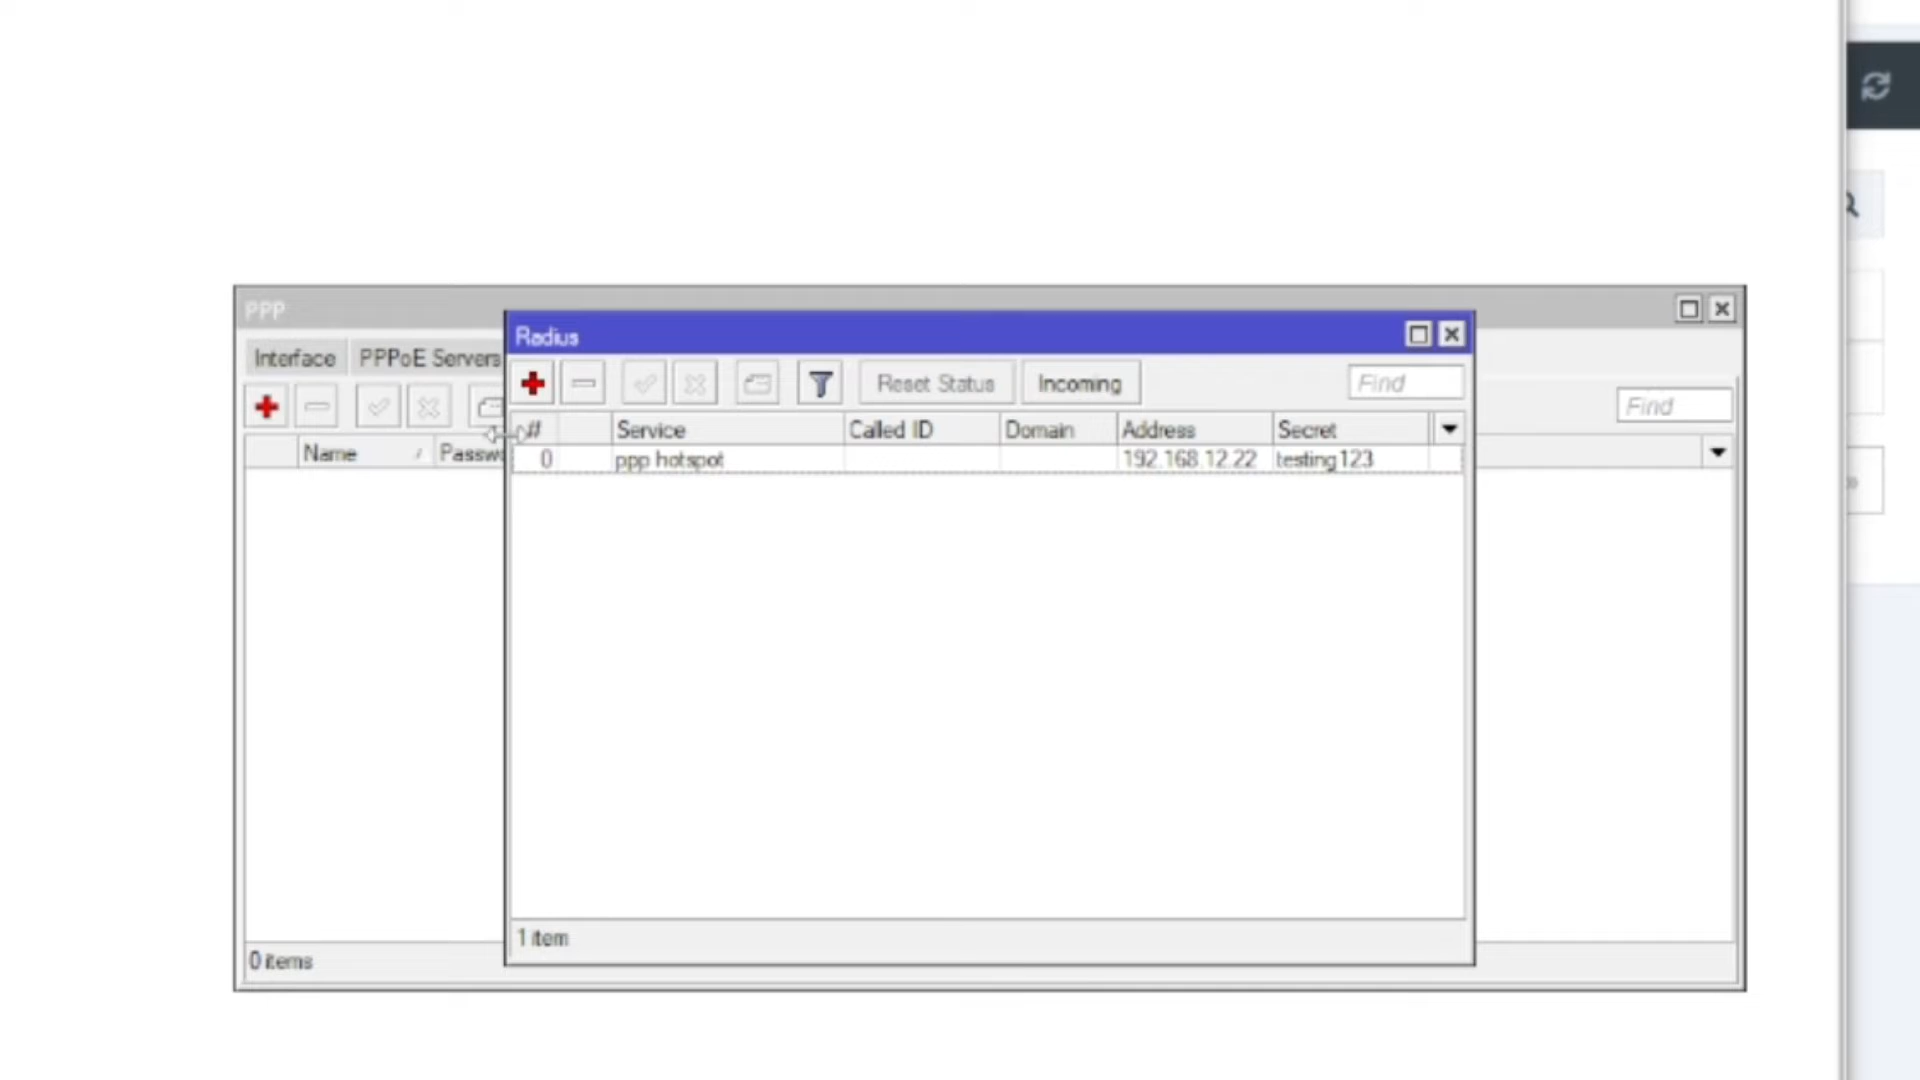 PPP
Radius
Interface PPPoE Servers
Reset Status Incoming Find
Find
# Service Called ID Domain Address Secret
Name Passwo
0 ppp hotspot 192.168.12.22 testing123
1 item
0 items